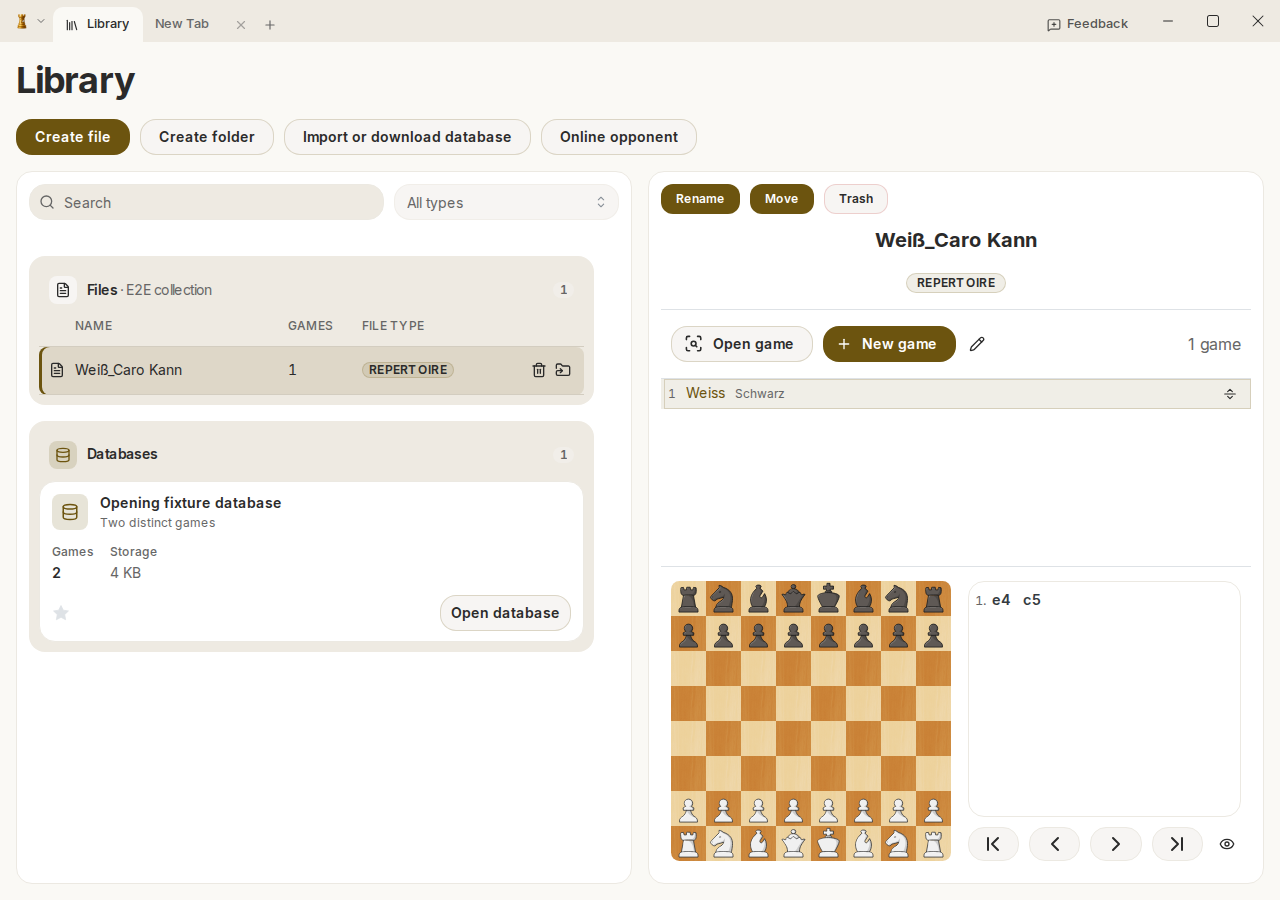 Library
New Tab
Feedback
Library
Create file
Create folder
Import or download database
Online opponent
Search
All types
Files · E2E collection
1
NAME
GAMES
FILE TYPE
Weiß_Caro Kann
1
REPERTOIRE
Databases
1
Opening fixture database
Two distinct games
Games
Storage
2
4 KB
Open database
Rename
Move
Trash
Weiß_Caro Kann
REPERTOIRE
Open game
New game
1 game
1 Weiss Schwarz
1. e4 c5